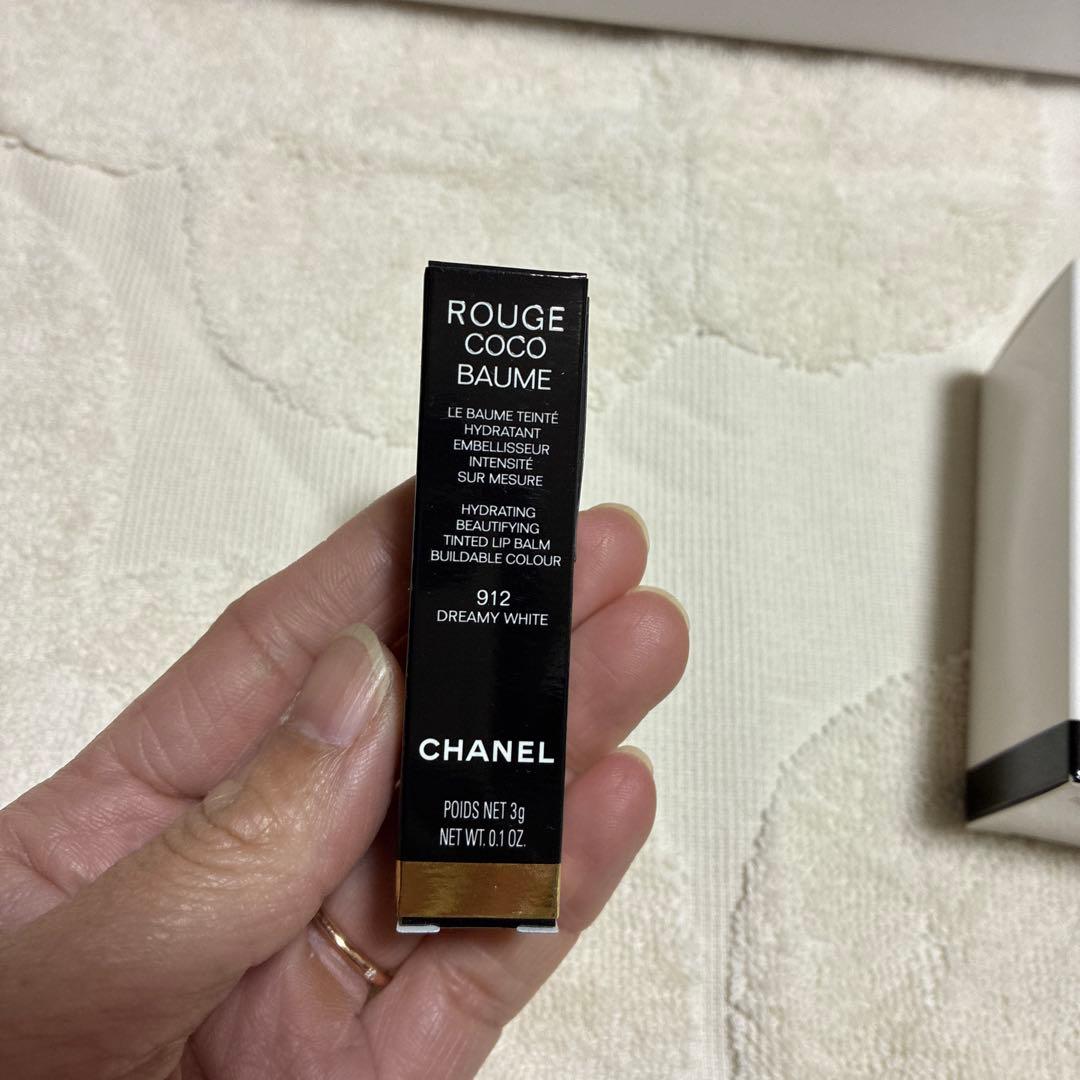 ROUGE
COCO
BAUME
LE BAUME TEINTÉ
HYDRATANT
EMBELLISSEUR
INTENSITÉ
SUR MESURE
HYDRATING
BEAUTIFYING
TINTED LIP BALM
BUILDABLE COLOUR
912
DREAMY WHITE
CHANEL
POIDS NET 3g
NET WT. 0.1 OZ.